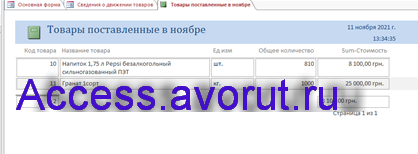 Основная форма Сведения о движении товаров Товары поставленные в ноябре
Товары поставленные в ноябре
11 ноября 2021 г.
13:34:35
Код товара Название товара Ед изм Общее количество Sum-Стоимость
10 Напиток 1,75 л Pepsi безалкогольный сильногазованный ПЭТ шт. 810 8 100,00 грн.
31 Гранат 1сорт кг. 1000 25 000,00 грн.
Access.avorut.ru
Страница 1 из 1